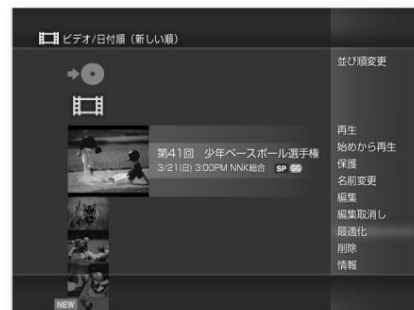 ビデオ/日付順（新しい順）
並び順変更
第41回　少年ベースボール選手権
3/21(日) 3:00PM NNK総合 SP
再生
始めから再生
保護
名前変更
編集
編集取消し
最適化
削除
情報
NEW